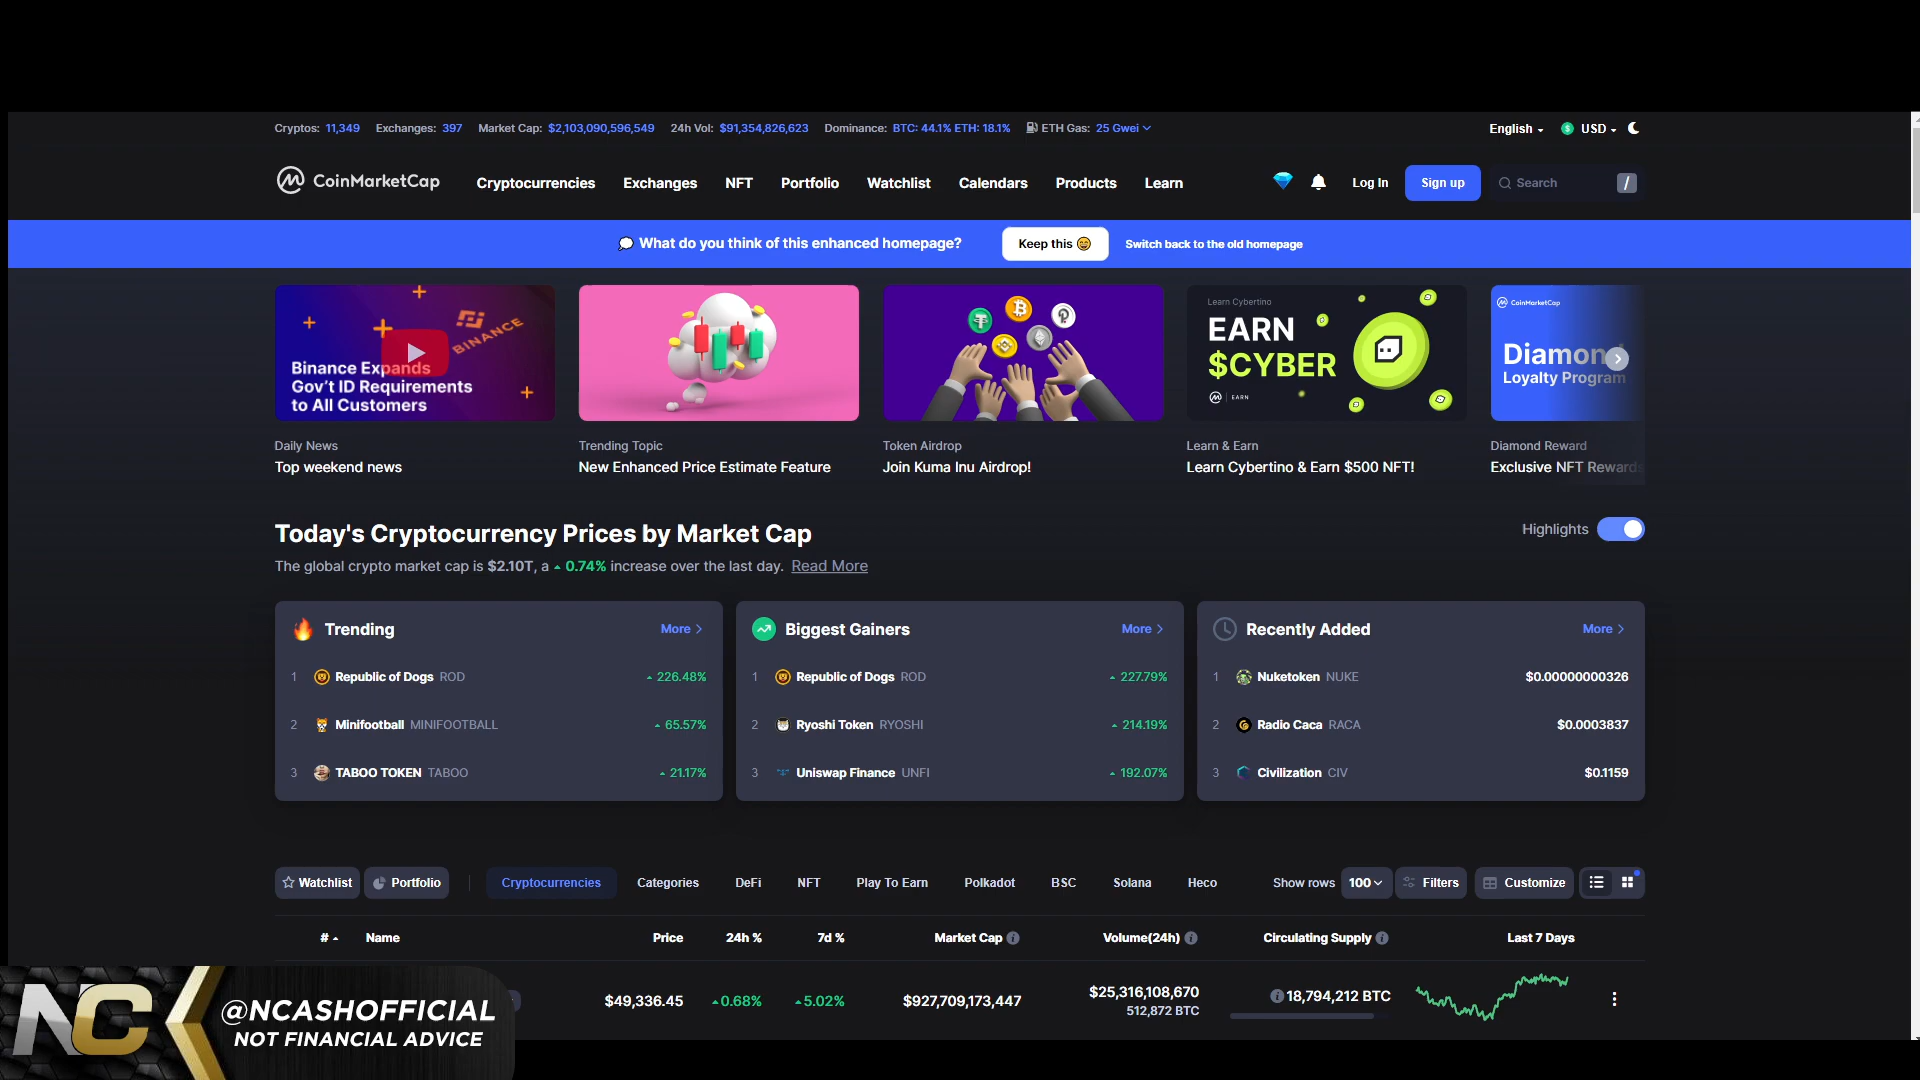 Cryptos: 11,349 Exchanges: 397 Market Cap: $2,103,090,596,549 24h Vol: $91,354,826,623 Dominance: BTC: 44.1% ETH: 18.1% ETH Gas: 25 Gwei English USD
CoinMarketCap Cryptocurrencies Exchanges NFT Portfolio Watchlist Calendars Products Learn Log In Sign up Search /
What do you think of this enhanced homepage? Keep this Switch back to the old homepage
BINANCE
Binance Expands
Gov't ID Requirements
to All Customers
Learn Cybertino
EARN
$CYBER
EARN
CoinMarketCap
Diamon
Loyalty Program
Daily News
Top weekend news
Trending Topic
New Enhanced Price Estimate Feature
Token Airdrop
Join Kuma Inu Airdrop!
Learn & Earn
Learn Cybertino & Earn $500 NFT!
Diamond Reward
Exclusive NFT Rewards
Today's Cryptocurrency Prices by Market Cap
Highlights
The global crypto market cap is $2.10T, a 0.74% increase over the last day. Read More
Trending More
1 Republic of Dogs ROD 226.48%
2 Minifootball MINIFOOTBALL 65.57%
3 TABOO TOKEN TABOO 21.17%
Biggest Gainers More
1 Republic of Dogs ROD 227.79%
2 Ryoshi Token RYOSHI 214.19%
3 Uniswap Finance UNFI 192.07%
Recently Added More
1 Nuketoken NUKE $0.00000000326
2 Radio Caca RACA $0.0003837
3 Civilization CIV $0.1159
Watchlist Portfolio Cryptocurrencies Categories DeFi NFT Play To Earn Polkadot BSC Solana Heco Show rows 100 Filters Customize
# Name Price 24h % 7d % Market Cap Volume(24h) Circulating Supply Last 7 Days
$49,336.45 0.68% 5.02% $927,709,173,447 $25,316,108,670 18,794,212 BTC
512,872 BTC
NC
@NCASHOFFICIAL
NOT FINANCIAL ADVICE